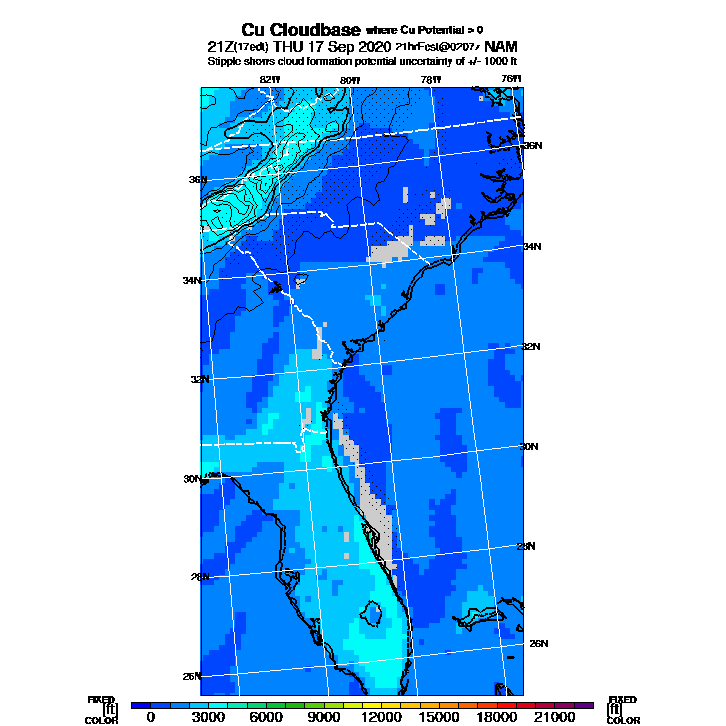 Cu Cloudbase where Cu Potential > 0
21Z(17edt) THU 17 Sep 2020 21hrFcst@0207z NAM
Stipple shows cloud formation potential uncertainty of +/- 1000 ft
82W 80W 78W 76W
36N 36N
34N 34N
32N 32N
30N 30N
28N 28N
26N 26N
FIXED FIXED
[ft] [ft]
COLOR COLOR
0 3000 6000 9000 12000 15000 18000 21000